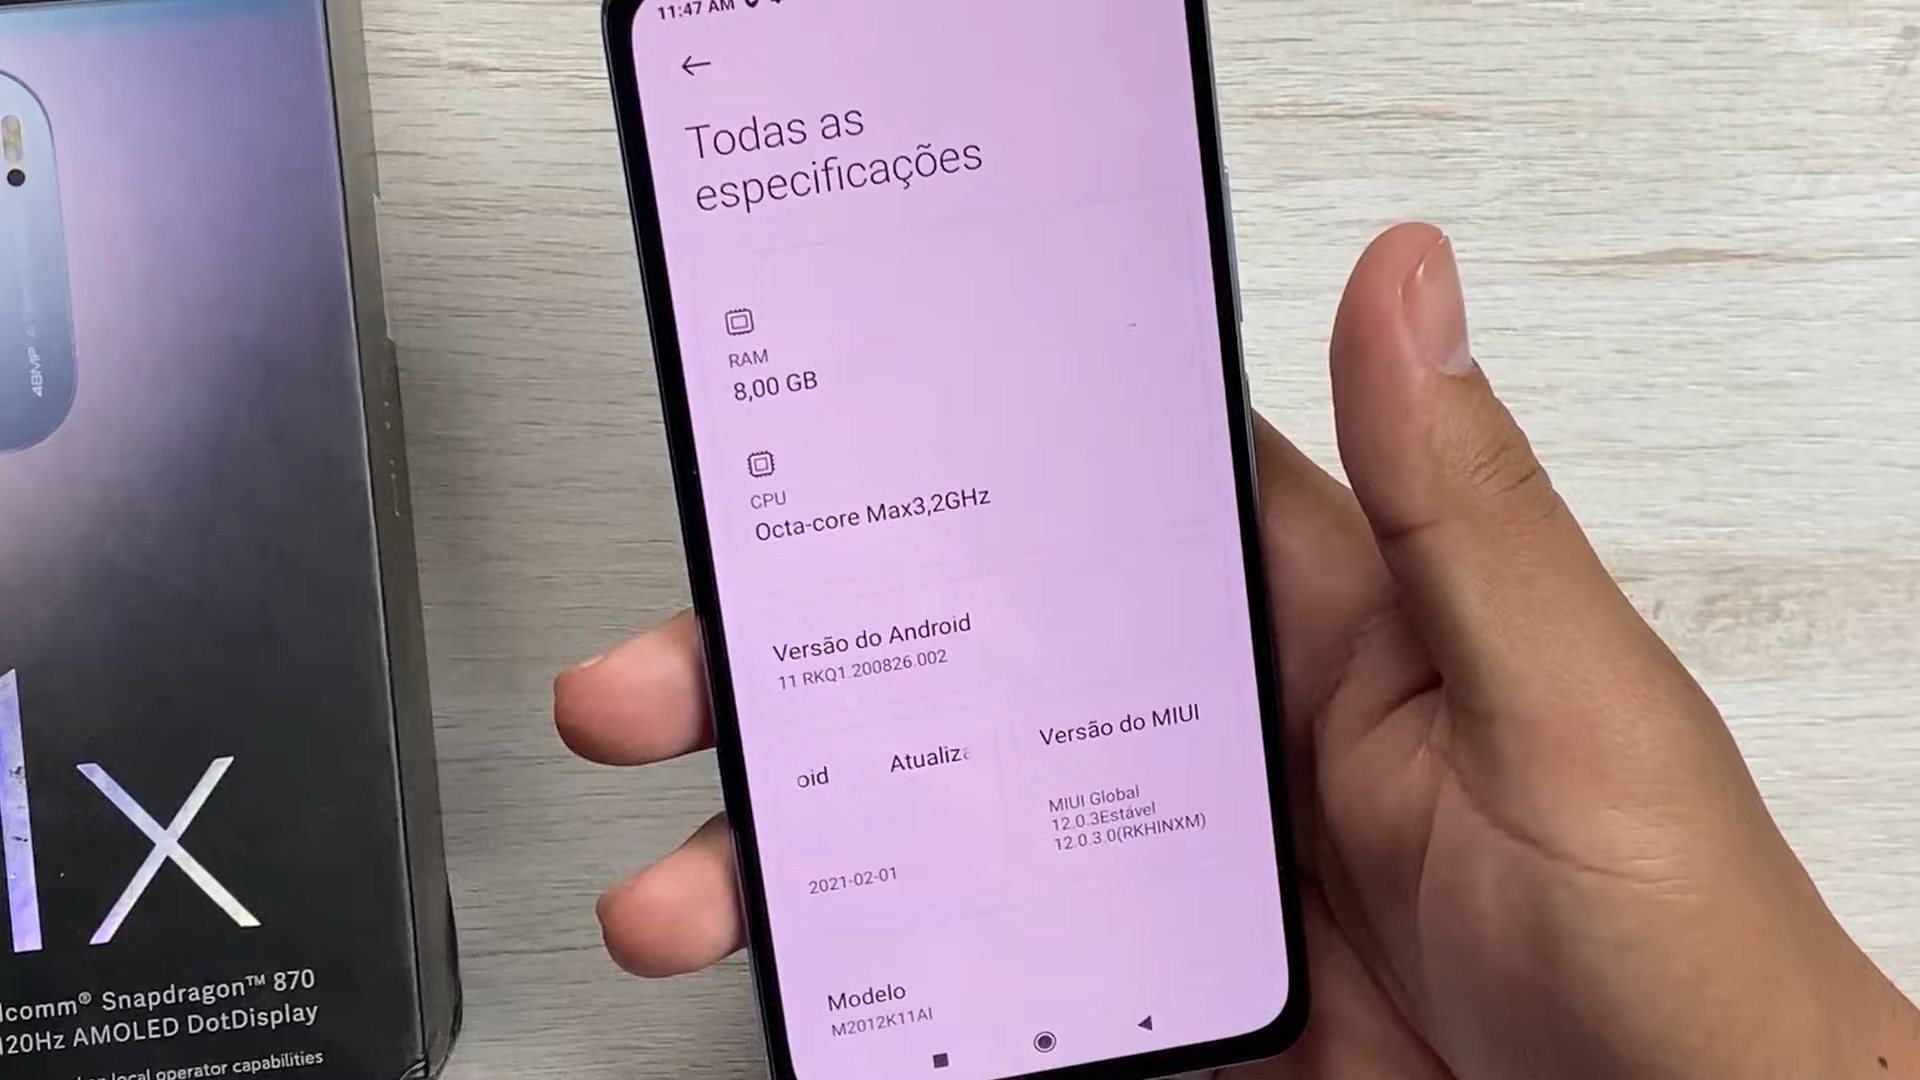 11:47 AM
Todas as
especificações
RAM
8,00 GB
CPU
Octa-core Max3,2GHz
Versão do Android
11 RKQ1.200826.002
oid
Atualiza
2021-02-01
Versão do MIUI
MIUI Global
12.0.3Estável
12.0.3.0(RKHINXM)
Modelo
M2012K11AI
48MP
1X
lcomm® Snapdragon™ 870
120Hz AMOLED DotDisplay
local operator capabilities